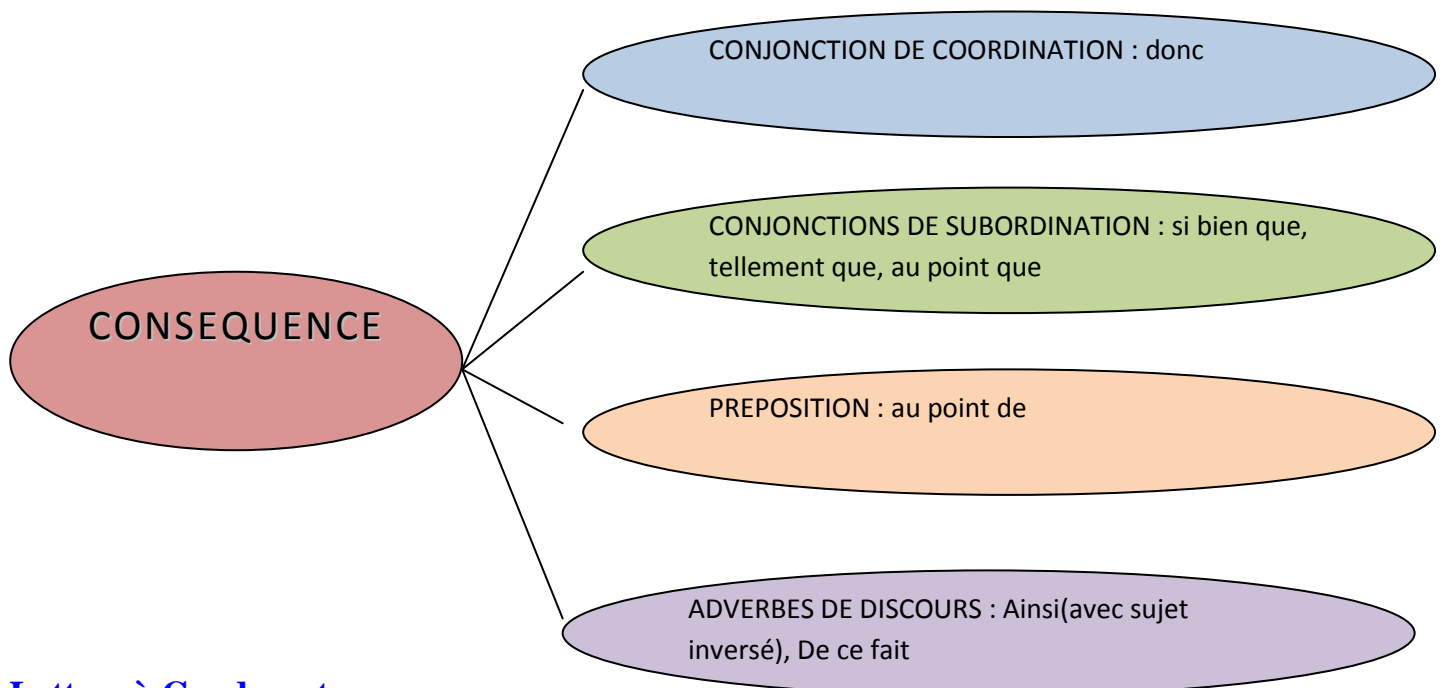 CONJONCTION DE COORDINATION : donc
CONJONCTIONS DE SUBORDINATION : si bien que,
tellement que, au point que
CONSEQUENCE
PREPOSITION : au point de
ADVERBES DE DISCOURS : Ainsi(avec sujet
inversé), De ce fait